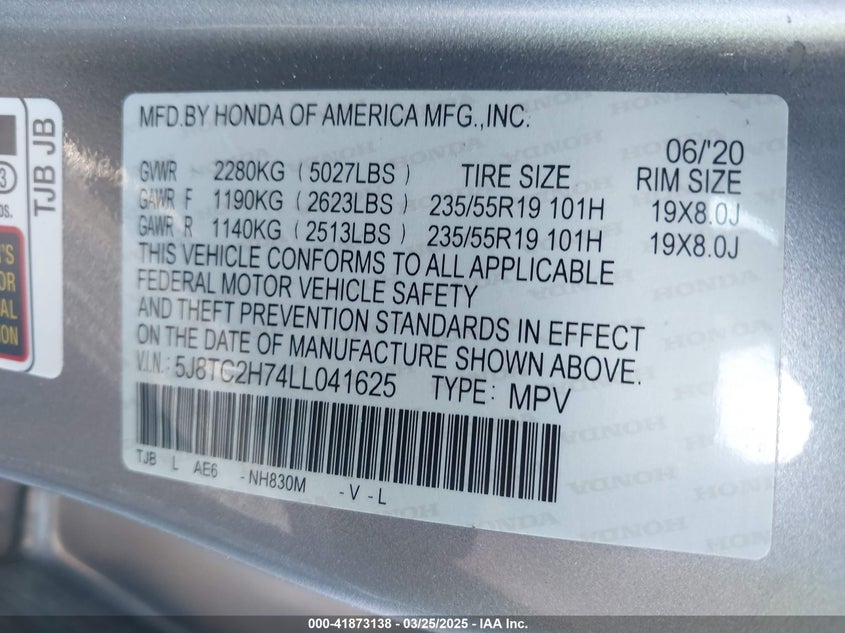 MFD.BY HONDA OF AMERICA MFG.,INC.
06/'20
GVWR 2280KG (5027LBS) TIRE SIZE RIM SIZE
GAWR F 1190KG (2623LBS) 235/55R19 101H 19X8.0J
GAWR R 1140KG (2513LBS) 235/55R19 101H 19X8.0J
THIS VEHICLE CONFORMS TO ALL APPLICABLE
FEDERAL MOTOR VEHICLE SAFETY
AND THEFT PREVENTION STANDARDS IN EFFECT
ON THE DATE OF MANUFACTURE SHOWN ABOVE.
V.I.N.: 5J8TC2H74LL041625 TYPE: MPV
TJB L AE6 -NH830M -V-L
TJB JB
000-41873138 - 03/25/2025 - IAA Inc.